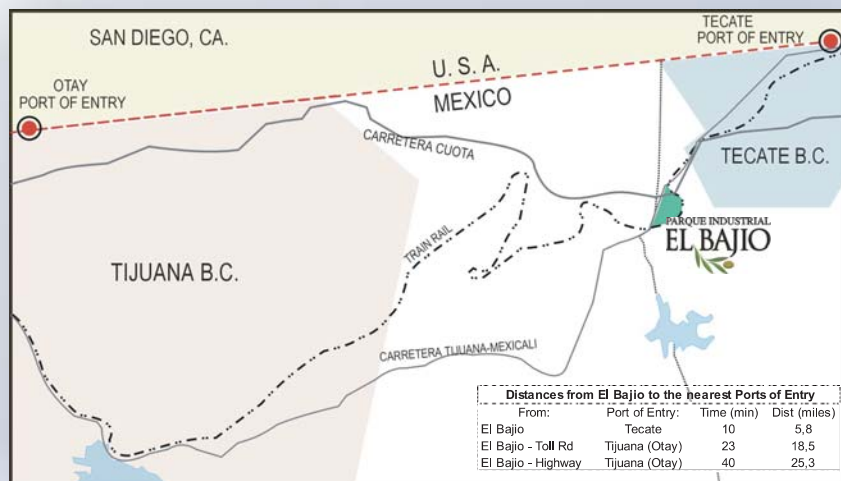 SAN DIEGO, CA.
TECATE
PORT OF ENTRY
U. S. A.
OTAY
PORT OF ENTRY
MEXICO
CARRETERA CUOTA
TECATE B.C.
PARQUE INDUSTRIAL
EL BAJIO
TRAIN RAIL
TIJUANA B.C.
CARRETERA TIJUANA-MEXICALI
Distances from El Bajio to the nearest Ports of Entry
From: Port of Entry: Time (min) Dist (miles)
El Bajio Tecate 10 5,8
El Bajio - Toll Rd Tijuana (Otay) 23 18,5
El Bajio - Highway Tijuana (Otay) 40 25,3